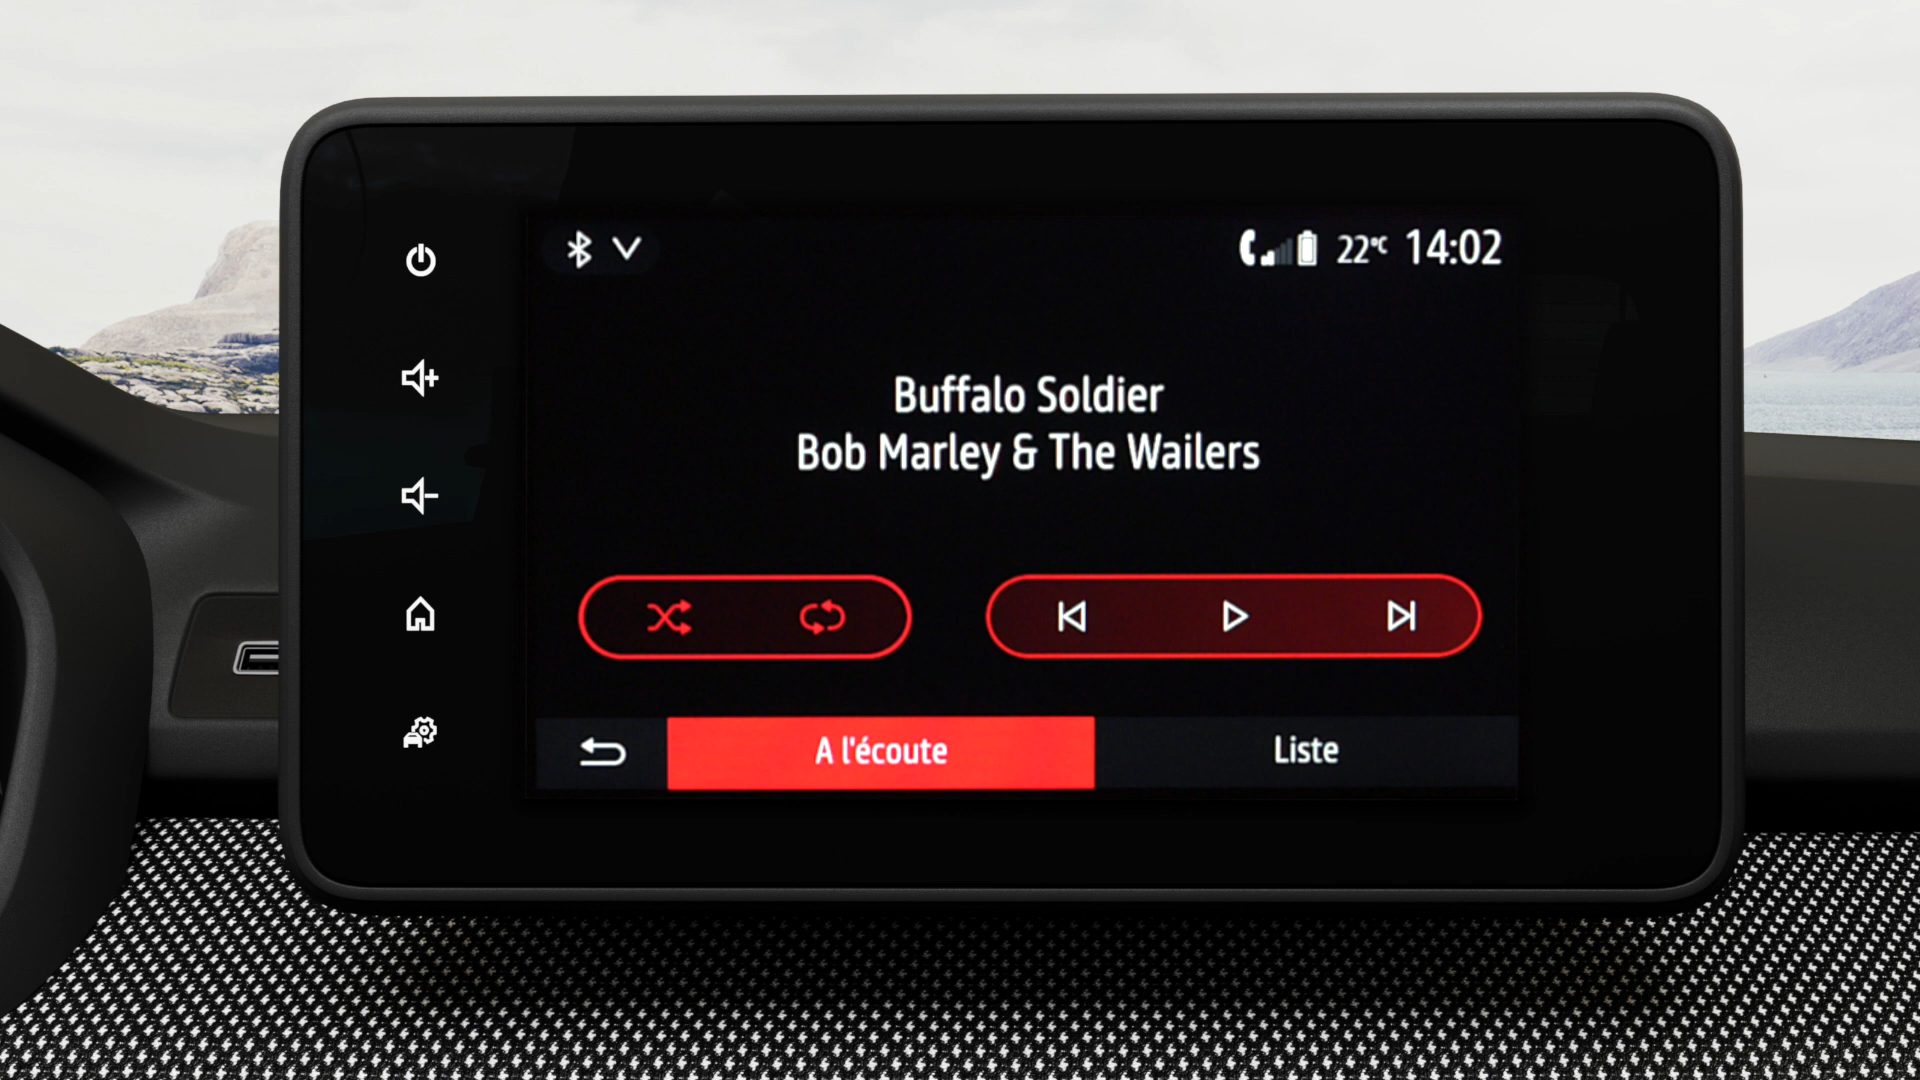 22°C 14:02
Buffalo Soldier
Bob Marley & The Wailers
A l'écoute
Liste